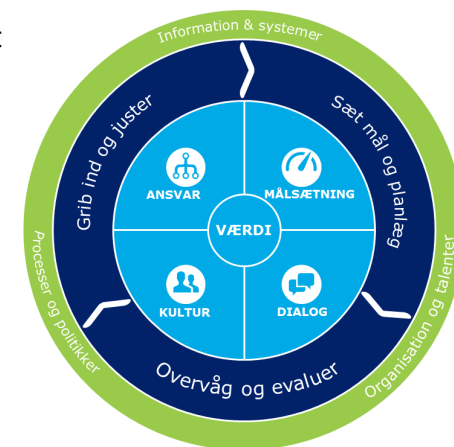 Information & systemer
Grib ind og juster
Sæt mål og planlæg
ANSVAR
MÅLSÆTNING
VÆRDI
KULTUR
DIALOG
Processer og politikker
Organisation og talenter
Overvåg og evaluer